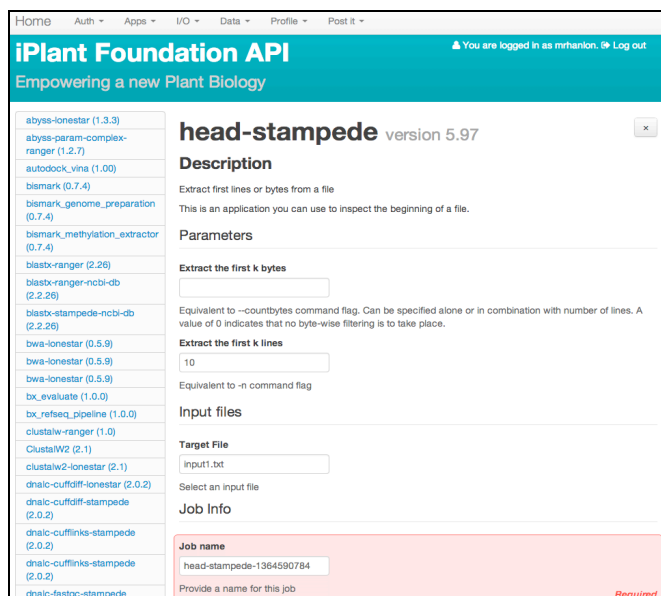 Home Auth Apps I/O Data Profile Post it
iPlant Foundation API
You are logged in as mrhanlon. Log out
Empowering a new Plant Biology
abyss-lonestar (1.3.3)
abyss-param-complex-
ranger (1.2.7)
autodock_vina (1.00)
bismark (0.7.4)
bismark_genome_preparation
(0.7.4)
bismark_methylation_extractor
(0.7.4)
blastx-ranger (2.26)
blastx-ranger-ncbi-db
(2.2.26)
blastx-stampede-ncbi-db
(2.2.26)
bwa-lonestar (0.5.9)
bwa-lonestar (0.5.9)
bwa-lonestar (0.5.9)
bx_evaluate (1.0.0)
bx_refseq_pipeline (1.0.0)
clustalw-ranger (1.0)
ClustalW2 (2.1)
clustalw2-lonestar (2.1)
dnalc-cuffdiff-lonestar (2.0.2)
dnalc-cuffdiff-stampede
(2.0.2)
dnalc-cufflinks-stampede
(2.0.2)
dnalc-cufflinks-stampede
(2.0.2)
dnalc-fastqc-stampede
head-stampede version 5.97
×
Description
Extract first lines or bytes from a file
This is an application you can use to inspect the beginning of a file.
Parameters
Extract the first k bytes
Equivalent to --countbytes command flag. Can be specified alone or in combination with number of lines. A
value of 0 indicates that no byte-wise filtering is to take place.
Extract the first k lines
10
Equivalent to -n command flag
Input files
Target File
input1.txt
Select an input file
Job Info
Job name
head-stampede-1364590784
Provide a name for this job
Required